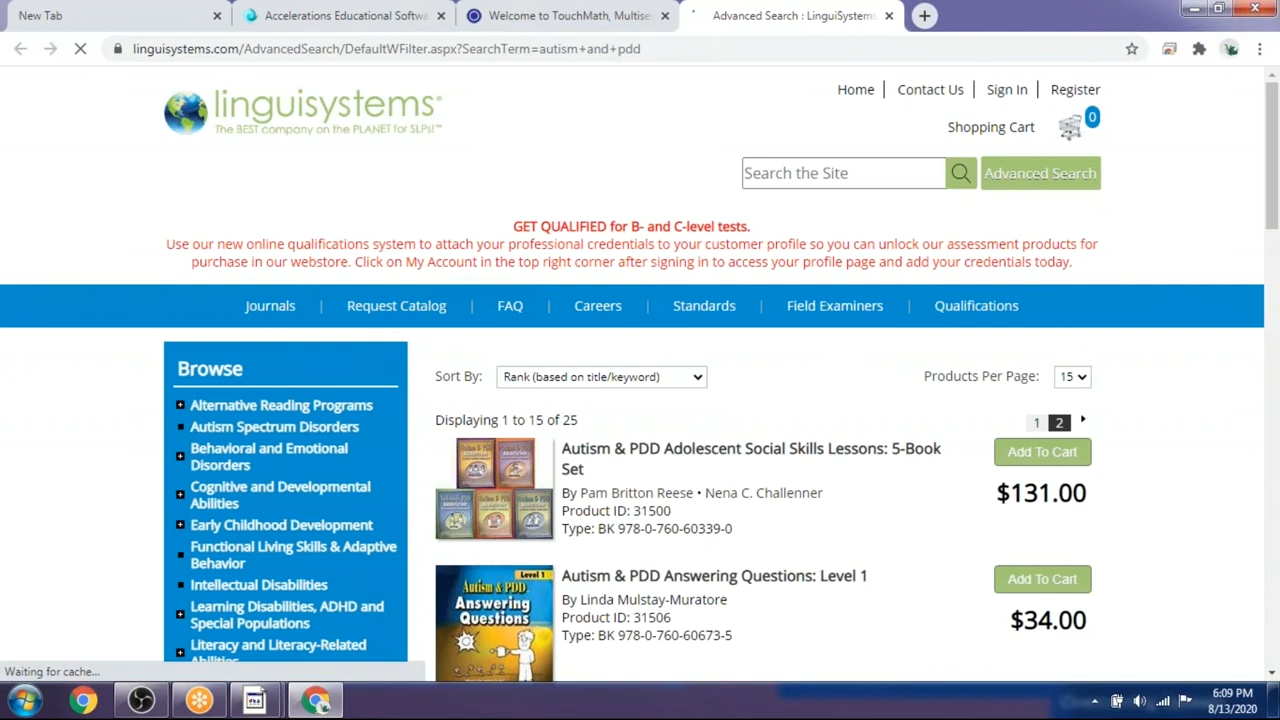 New Tab
Accelerations Educational Softwa
Welcome to TouchMath, Multise
Advanced Search : LinguiSystems
linguisystems.com/AdvancedSearch/DefaultWFilter.aspx?SearchTerm=autism+and+pdd
linguisystems®
The BEST company on the PLANET for SLPs!™
Home
Contact Us
Sign In
Register
Shopping Cart
0
Search the Site
Advanced Search
GET QUALIFIED for B- and C-level tests.
Use our new online qualifications system to attach your professional credentials to your customer profile so you can unlock our assessment products for
purchase in our webstore. Click on My Account in the top right corner after signing in to access your profile page and add your credentials today.
Journals | Request Catalog | FAQ | Careers | Standards | Field Examiners | Qualifications
Browse
Alternative Reading Programs
Autism Spectrum Disorders
Behavioral and Emotional
Disorders
Cognitive and Developmental
Abilities
Early Childhood Development
Functional Living Skills & Adaptive
Behavior
Intellectual Disabilities
Learning Disabilities, ADHD and
Special Populations
Literacy and Literacy-Related
Abilities
Sort By:
Rank (based on title/keyword)
Products Per Page:
15
Displaying 1 to 15 of 25
1 2
Autism & PDD Adolescent Social Skills Lessons: 5-Book
Set
By Pam Britton Reese • Nena C. Challenner
Product ID: 31500
Type: BK 978-0-760-60339-0
Add To Cart
$131.00
Level 1
Autism & PDD
Answering
Questions
Autism & PDD Answering Questions: Level 1
By Linda Mulstay-Muratore
Product ID: 31506
Type: BK 978-0-760-60673-5
Add To Cart
$34.00
Waiting for cache...
6:09 PM
8/13/2020